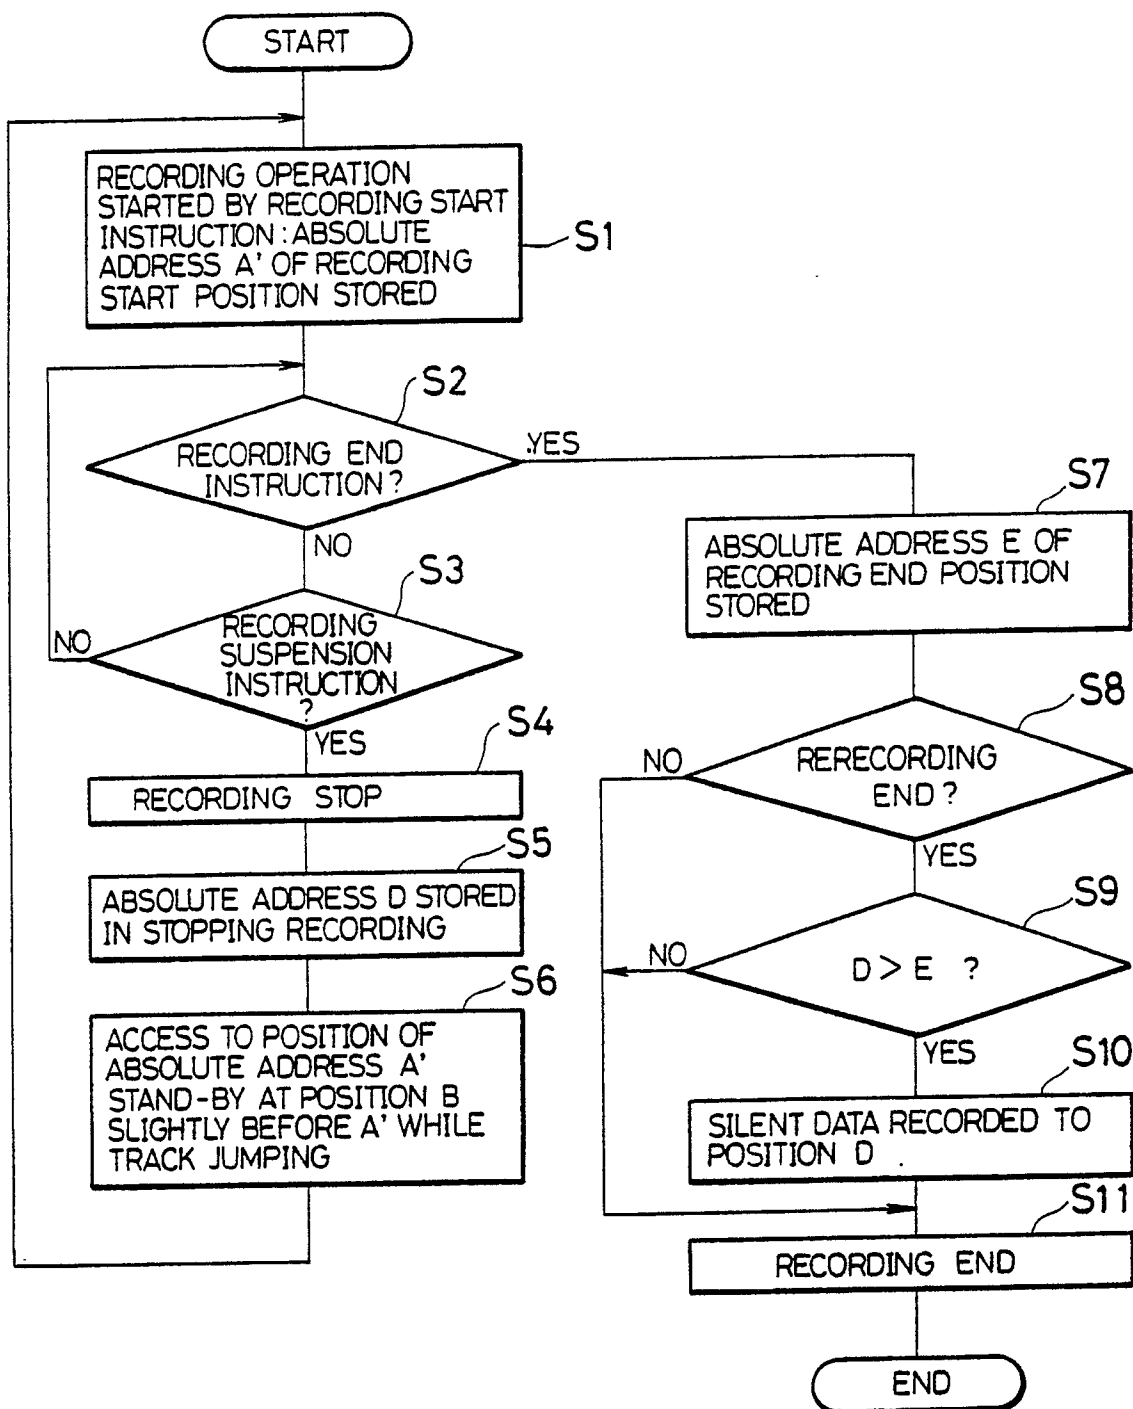 START
RECORDING OPERATION
STARTED BY RECORDING START
INSTRUCTION : ABSOLUTE
ADDRESS A' OF RECORDING
START POSITION STORED
S1
S2
RECORDING END
INSTRUCTION ?
YES
NO
S3
RECORDING
SUSPENSION
INSTRUCTION
?
NO
YES
S4
RECORDING STOP
S5
ABSOLUTE ADDRESS D STORED
IN STOPPING RECORDING
S6
ACCESS TO POSITION OF
ABSOLUTE ADDRESS A'
STAND-BY AT POSITION B
SLIGHTLY BEFORE A' WHILE
TRACK JUMPING
S7
ABSOLUTE ADDRESS E OF
RECORDING END POSITION
STORED
S8
RERECORDING
END ?
NO
YES
S9
D > E ?
NO
YES
S10
SILENT DATA RECORDED TO
POSITION D
S11
RECORDING END
END